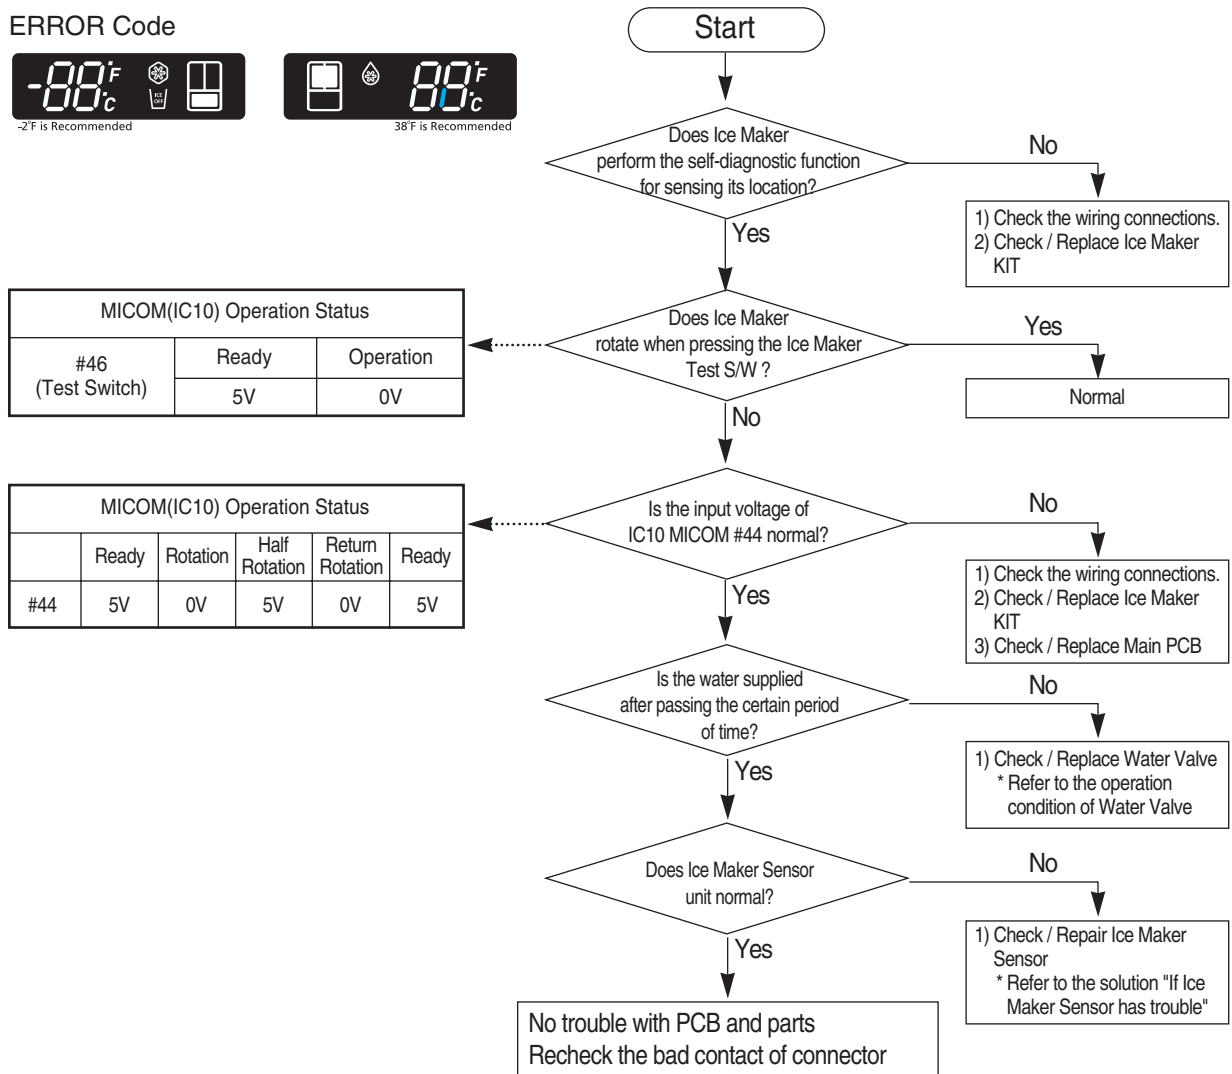 ERROR Code
-88°F
°C
ICE OFF
-2°F is Recommended
88°F
°C
38°F is Recommended
Start
Does Ice Maker
perform the self-diagnostic function
for sensing its location?
No
1) Check the wiring connections.
2) Check / Replace Ice Maker
KIT
Yes
Does Ice Maker
rotate when pressing the Ice Maker
Test S/W ?
Yes
Normal
MICOM(IC10) Operation Status
#46
(Test Switch)
Ready Operation
5V 0V
No
Is the input voltage of
IC10 MICOM #44 normal?
No
1) Check the wiring connections.
2) Check / Replace Ice Maker
KIT
3) Check / Replace Main PCB
MICOM(IC10) Operation Status
Ready Rotation Half Rotation Return Rotation Ready
#44 5V 0V 5V 0V 5V
Yes
Is the water supplied
after passing the certain period
of time?
No
1) Check / Replace Water Valve
* Refer to the operation
condition of Water Valve
Yes
Does Ice Maker Sensor
unit normal?
No
1) Check / Repair Ice Maker
Sensor
* Refer to the solution "If Ice
Maker Sensor has trouble"
Yes
No trouble with PCB and parts
Recheck the bad contact of connector